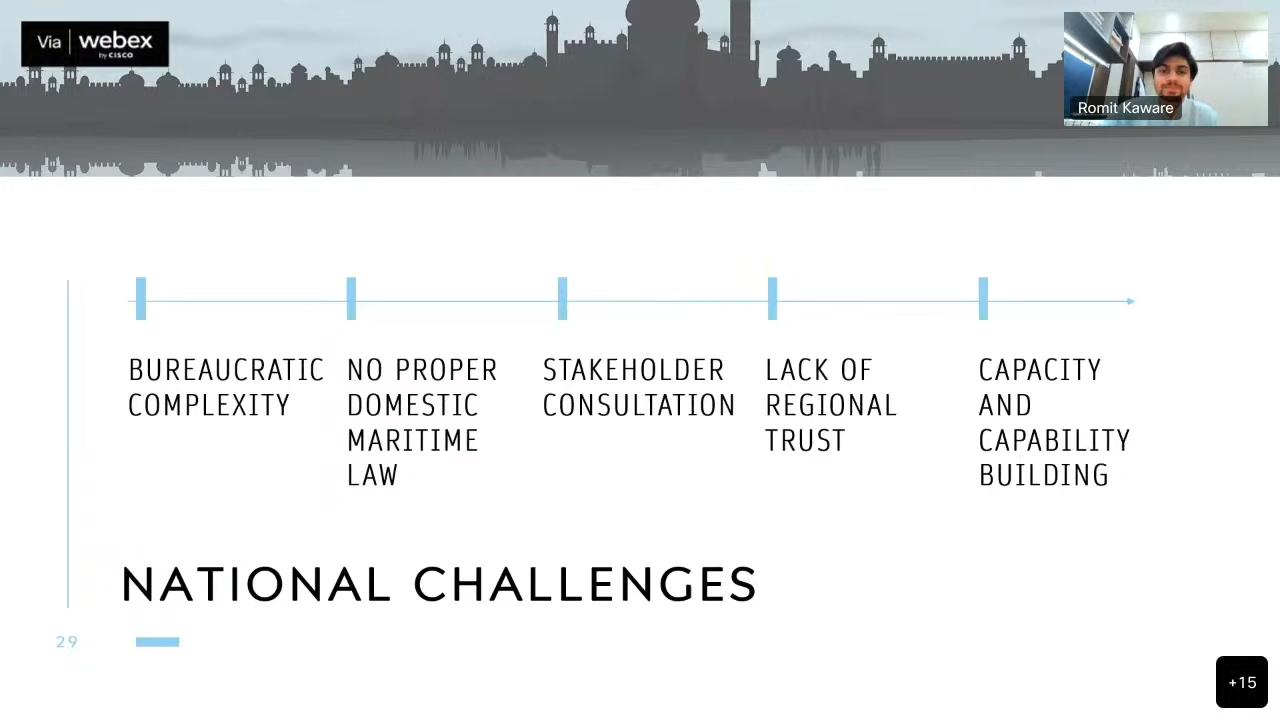 Via webex
by CISCO
Romit Kaware
BUREAUCRATIC
COMPLEXITY
NO PROPER
DOMESTIC
MARITIME
LAW
STAKEHOLDER
CONSULTATION
LACK OF
REGIONAL
TRUST
CAPACITY
AND
CAPABILITY
BUILDING
NATIONAL CHALLENGES
29
+15